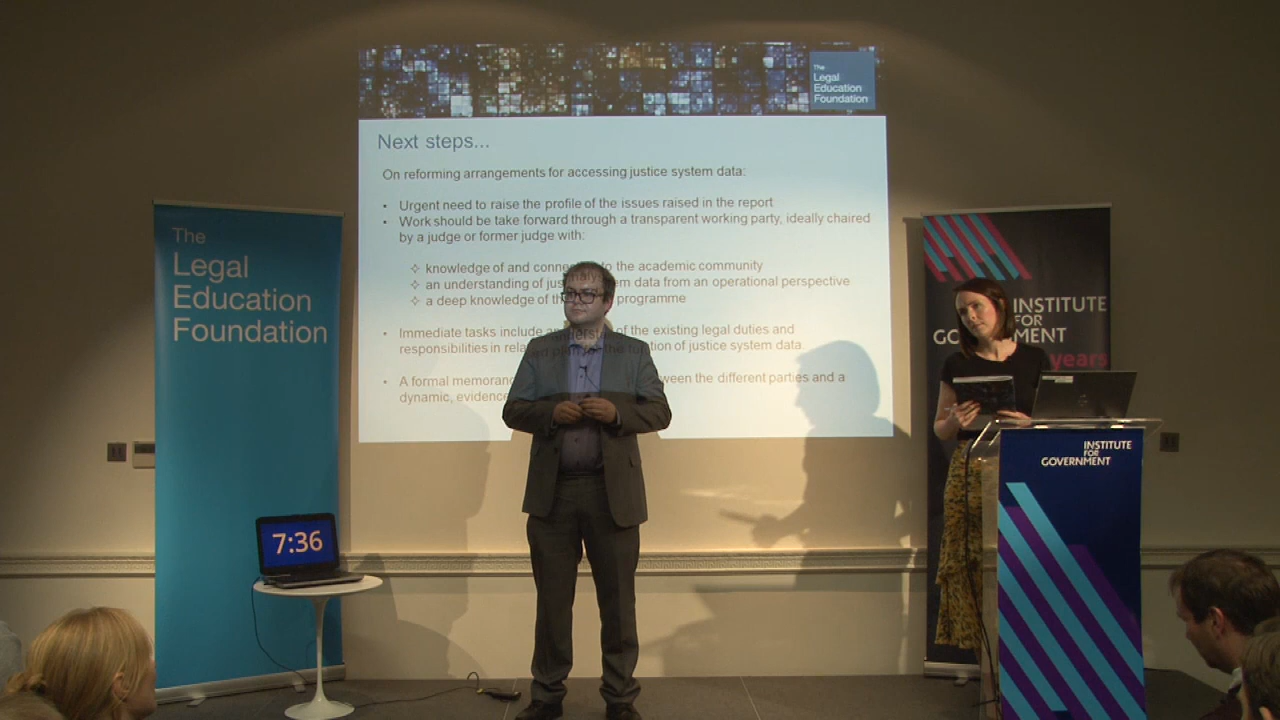 The
Legal
Education
Foundation
Next steps...
On reforming arrangements for accessing justice system data:
• Urgent need to raise the profile of the issues raised in the report
• Work should be take forward through a transparent working party, ideally chaired
by a judge or former judge with:
knowledge of and to the academic community
an understanding of data from an operational perspective
a deep knowledge of programme
• Immediate tasks include of the existing legal duties and
responsibilities in of justice system data.
• A formal the different parties and a
dynamic,
The
Legal
Education
Foundation
INSTITUTE
FOR
years
7:36
INSTITUTE
FOR
GOVERNMENT